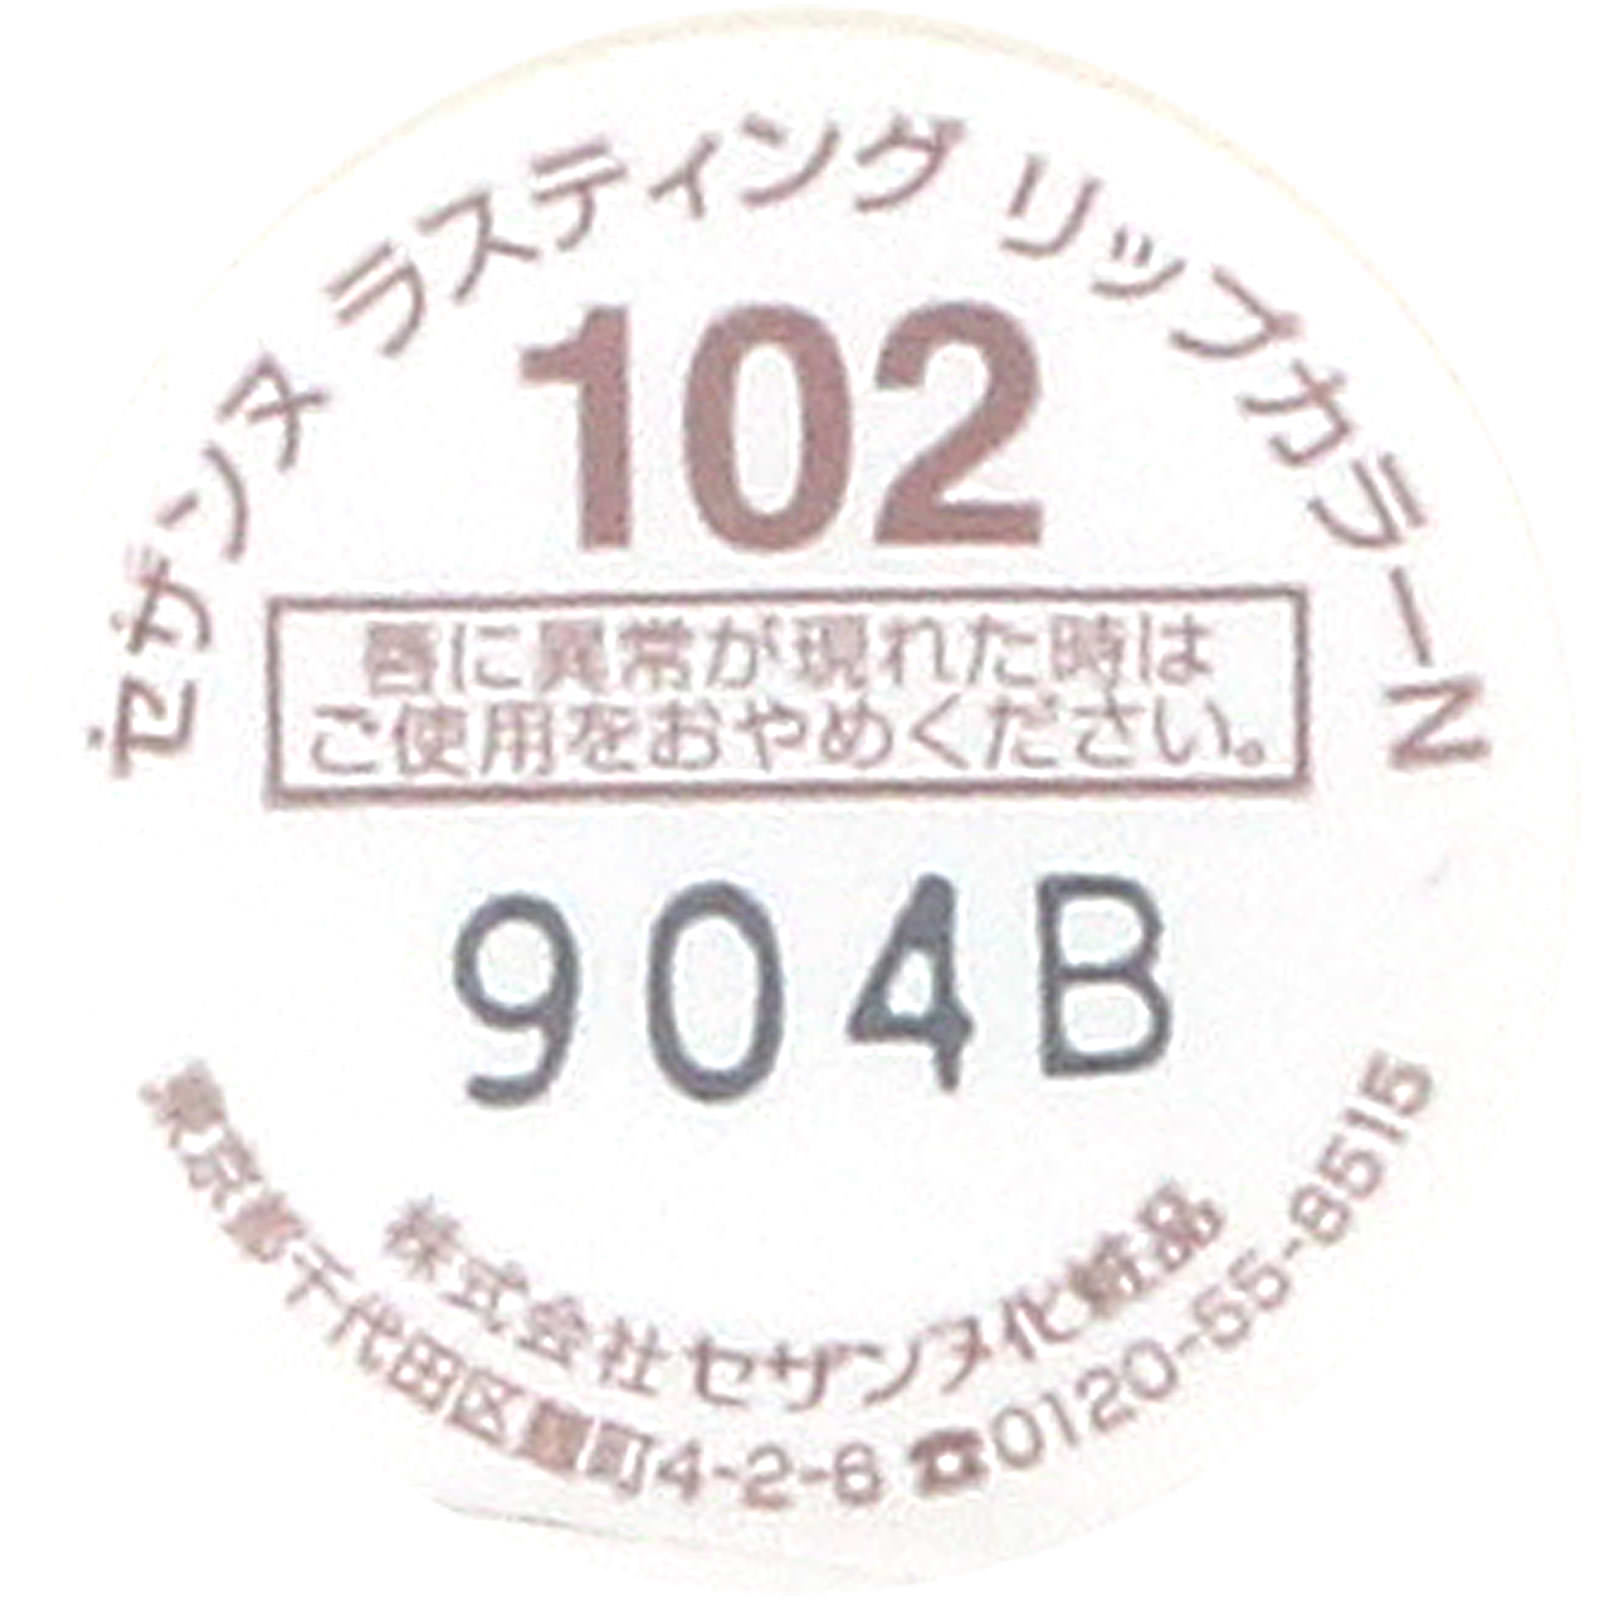 セザンヌ ラスティング リップカラーN
102
唇に異常が現れた時は
ご使用をおやめください。
904B
株式会社セザンヌ化粧品
東京都千代田区麹町4-2-6 ☎0120-55-8515